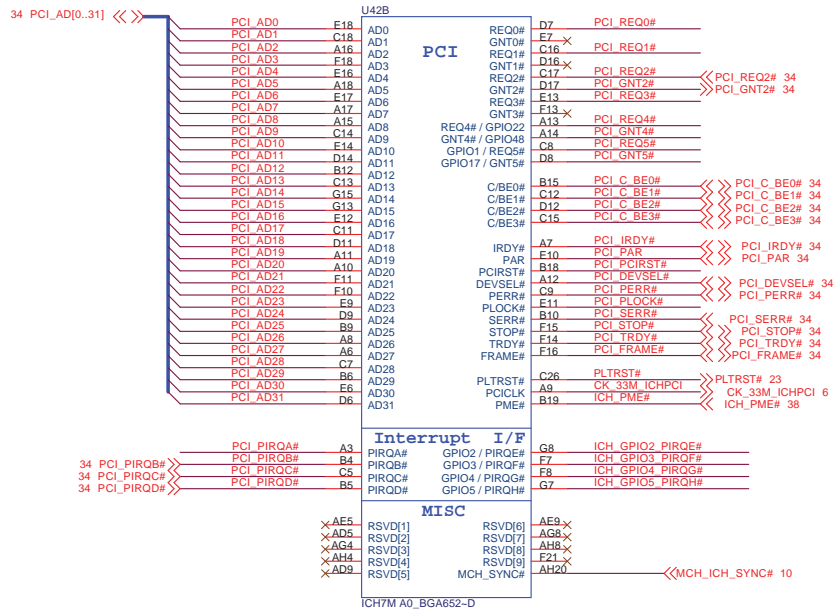 34 PCI_AD[0..31]
U42B
PCI
PCI_AD0 E18 AD0 REQ0# D7 PCI_REQ0#
PCI_AD1 C18 AD1 GNT0# E7
PCI_AD2 A16 AD2 REQ1# C16 PCI_REQ1#
PCI_AD3 F18 AD3 GNT1# D16
PCI_AD4 E16 AD4 REQ2# C17 PCI_REQ2# PCI_REQ2# 34
PCI_AD5 A18 AD5 GNT2# D17 PCI_GNT2# PCI_GNT2# 34
PCI_AD6 E17 AD6 REQ3# E13 PCI_REQ3#
PCI_AD7 A17 AD7 GNT3# F13
PCI_AD8 A15 AD8 REQ4# / GPIO22 A13 PCI_REQ4#
PCI_AD9 C14 AD9 GNT4# / GPIO48 A14 PCI_GNT4#
PCI_AD10 E14 AD10 GPIO1 / REQ5# C8 PCI_REQ5#
PCI_AD11 D14 AD11 GPIO17 / GNT5# D8 PCI_GNT5#
PCI_AD12 B12 AD12
PCI_AD13 C13 AD13 C/BE0# B15 PCI_C_BE0# PCI_C_BE0# 34
PCI_AD14 G15 AD14 C/BE1# C12 PCI_C_BE1# PCI_C_BE1# 34
PCI_AD15 G13 AD15 C/BE2# D12 PCI_C_BE2# PCI_C_BE2# 34
PCI_AD16 E12 AD16 C/BE3# C15 PCI_C_BE3# PCI_C_BE3# 34
PCI_AD17 C11 AD17
PCI_AD18 D11 AD18 IRDY# A7 PCI_IRDY# PCI_IRDY# 34
PCI_AD19 A11 AD19 PAR E10 PCI_PAR PCI_PAR 34
PCI_AD20 A10 AD20 PCIRST# B18 PCI_PCIRST#
PCI_AD21 F11 AD21 DEVSEL# A12 PCI_DEVSEL# PCI_DEVSEL# 34
PCI_AD22 F10 AD22 PERR# C9 PCI_PERR# PCI_PERR# 34
PCI_AD23 E9 AD23 PLOCK# E11 PCI_PLOCK#
PCI_AD24 D9 AD24 SERR# B10 PCI_SERR# PCI_SERR# 34
PCI_AD25 B9 AD25 STOP# F15 PCI_STOP# PCI_STOP# 34
PCI_AD26 A8 AD26 TRDY# F14 PCI_TRDY# PCI_TRDY# 34
PCI_AD27 A6 AD27 FRAME# F16 PCI_FRAME# PCI_FRAME# 34
PCI_AD28 C7 AD28
PCI_AD29 B6 AD29 PLTRST# C26 PLTRST# PLTRST# 23
PCI_AD30 E6 AD30 PCICLK A9 CK_33M_ICHPCI CK_33M_ICHPCI 6
PCI_AD31 D6 AD31 PME# B19 ICH_PME# ICH_PME# 38
Interrupt I/F
PCI_PIRQA# A3 PIRQA# GPIO2 / PIRQE# G8 ICH_GPIO2_PIRQE#
34 PCI_PIRQB# PCI_PIRQB# B4 PIRQB# GPIO3 / PIRQF# F7 ICH_GPIO3_PIRQF#
34 PCI_PIRQC# PCI_PIRQC# C5 PIRQC# GPIO4 / PIRQG# F8 ICH_GPIO4_PIRQG#
34 PCI_PIRQD# PCI_PIRQD# B5 PIRQD# GPIO5 / PIRQH# G7 ICH_GPIO5_PIRQH#
MISC
AE5 RSVD[1] RSVD[6] AE9
AD5 RSVD[2] RSVD[7] AG8
AG4 RSVD[3] RSVD[8] AH8
AH4 RSVD[4] RSVD[9] F21
AD9 RSVD[5] MCH_SYNC# AH20 MCH_ICH_SYNC# 10
ICH7M A0_BGA652~D